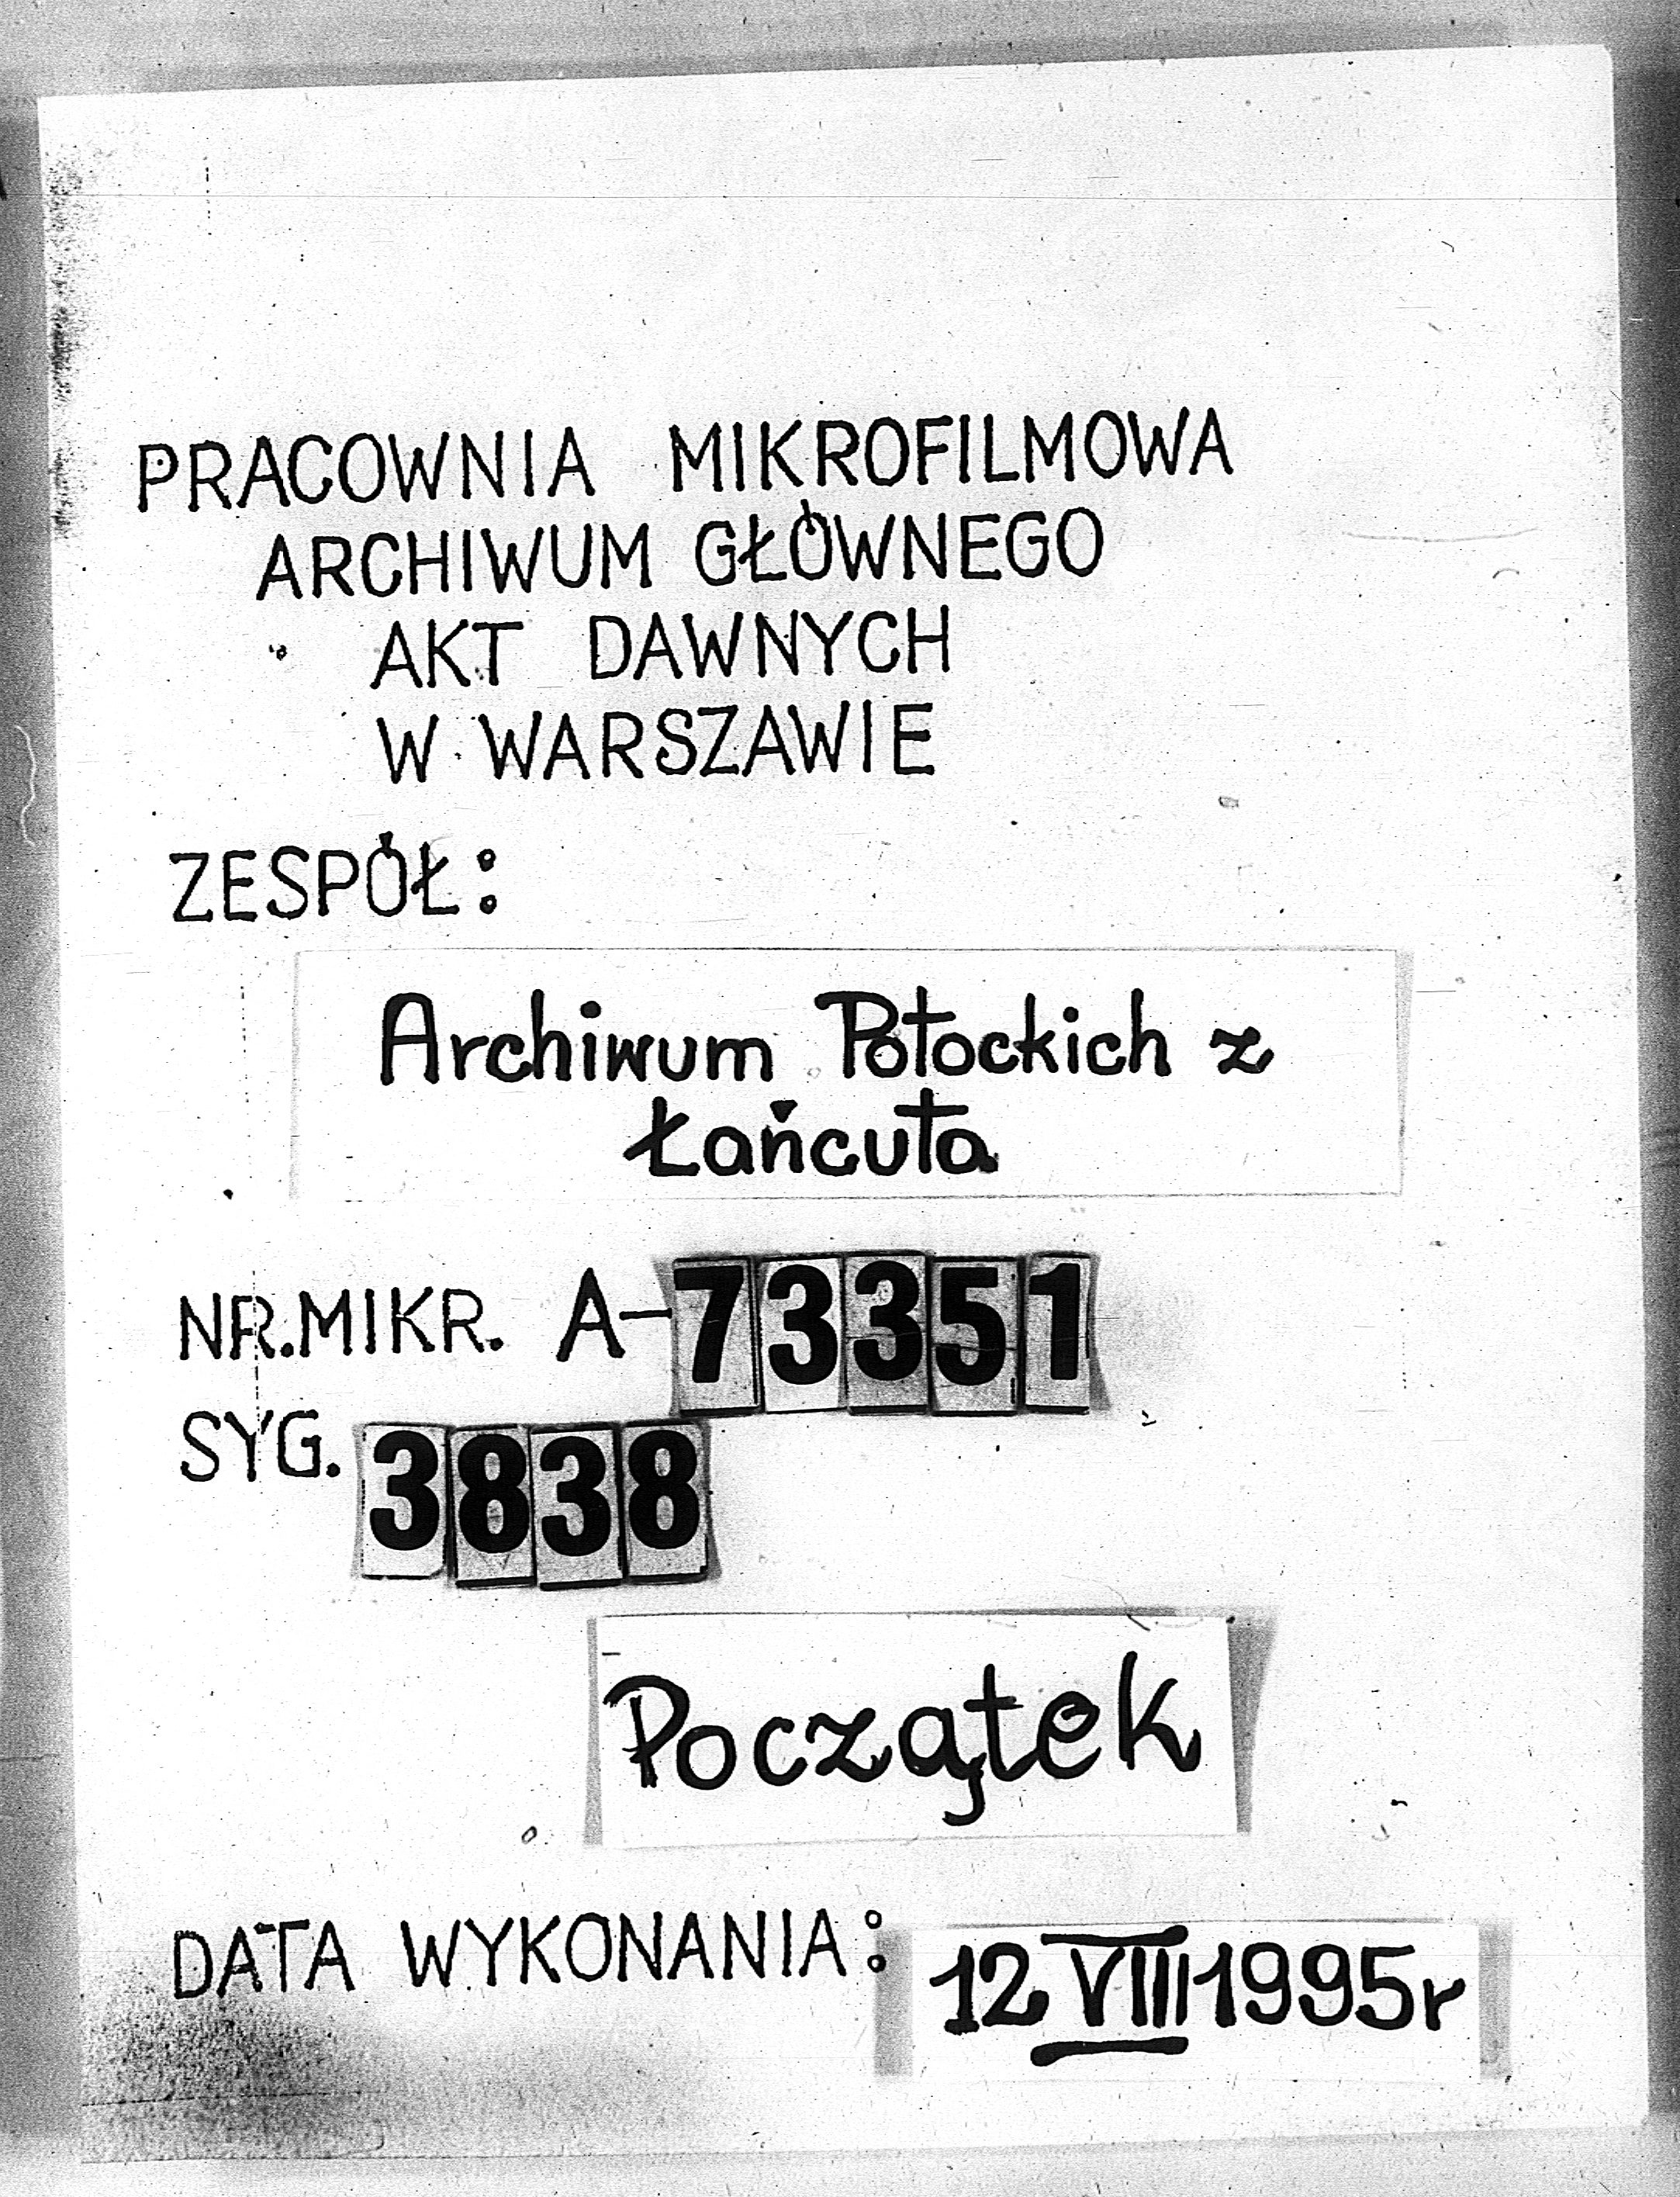 PRACOWNIA MIKROFILMOWA
ARCHIWUM GŁÓWNEGO
AKT DAWNYCH
W WARSZAWIE
ZESPÓŁ:
Archiwum Potockich z
Łańcuta
NR.MIKR. A-73351
SYG. 3838
Początek
DATA WYKONANIA: 12 VIII 1995r